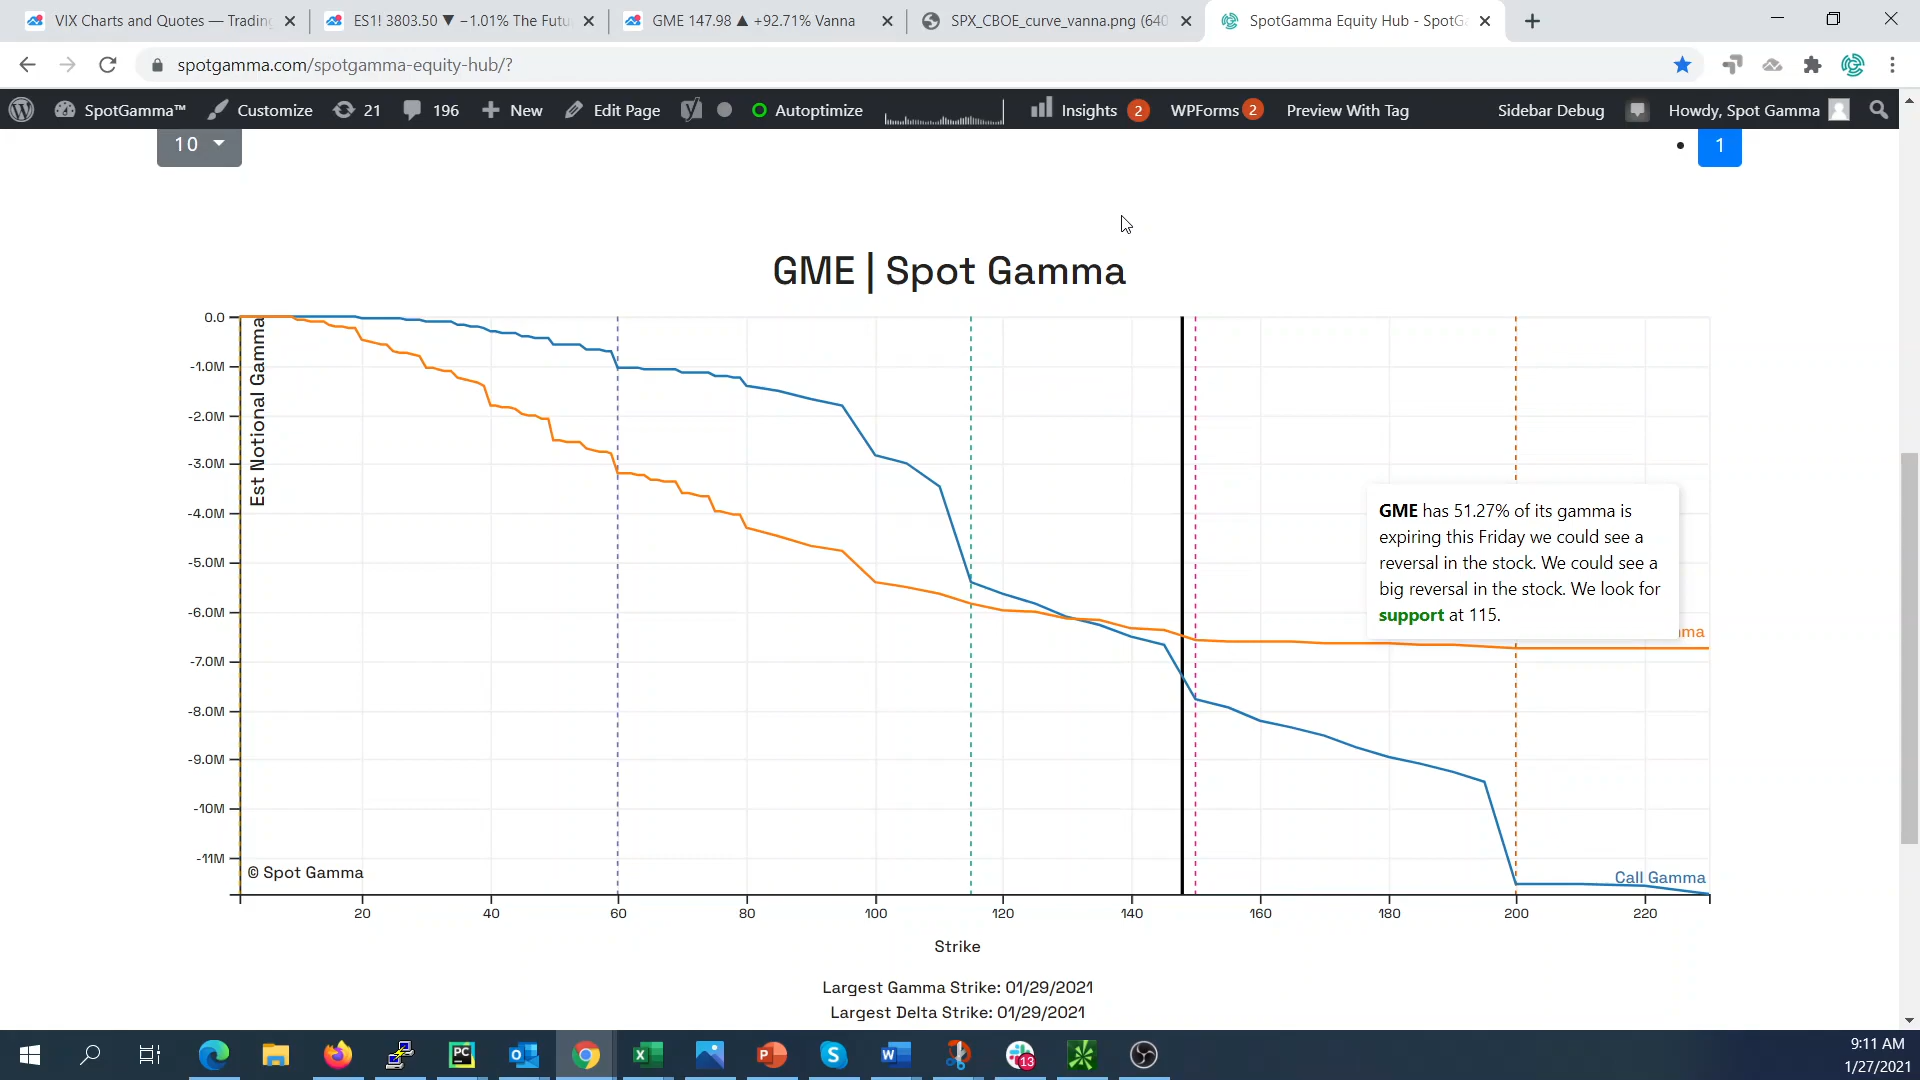 VIX Charts and Quotes — Trading
ES1! 3803.50 ▼ −1.01% The Futu
GME 147.98 ▲ +92.71% Vanna
SPX_CBOE_curve_vanna.png (640
SpotGamma Equity Hub - SpotG
spotgamma.com/spotgamma-equity-hub/?
SpotGamma™ Customize 21 196 New Edit Page Autoptimize Insights 2 WPForms 2 Preview With Tag Sidebar Debug Howdy, Spot Gamma
10
1
GME | Spot Gamma
Est Notional Gamma
0.0
-1.0M
-2.0M
-3.0M
-4.0M
-5.0M
-6.0M
-7.0M
-8.0M
-9.0M
-10M
-11M
GME has 51.27% of its gamma is
expiring this Friday we could see a
reversal in the stock. We could see a
big reversal in the stock. We look for
support at 115.
mma
Call Gamma
© Spot Gamma
20 40 60 80 100 120 140 160 180 200 220
Strike
Largest Gamma Strike: 01/29/2021
Largest Delta Strike: 01/29/2021
13
9:11 AM
1/27/2021